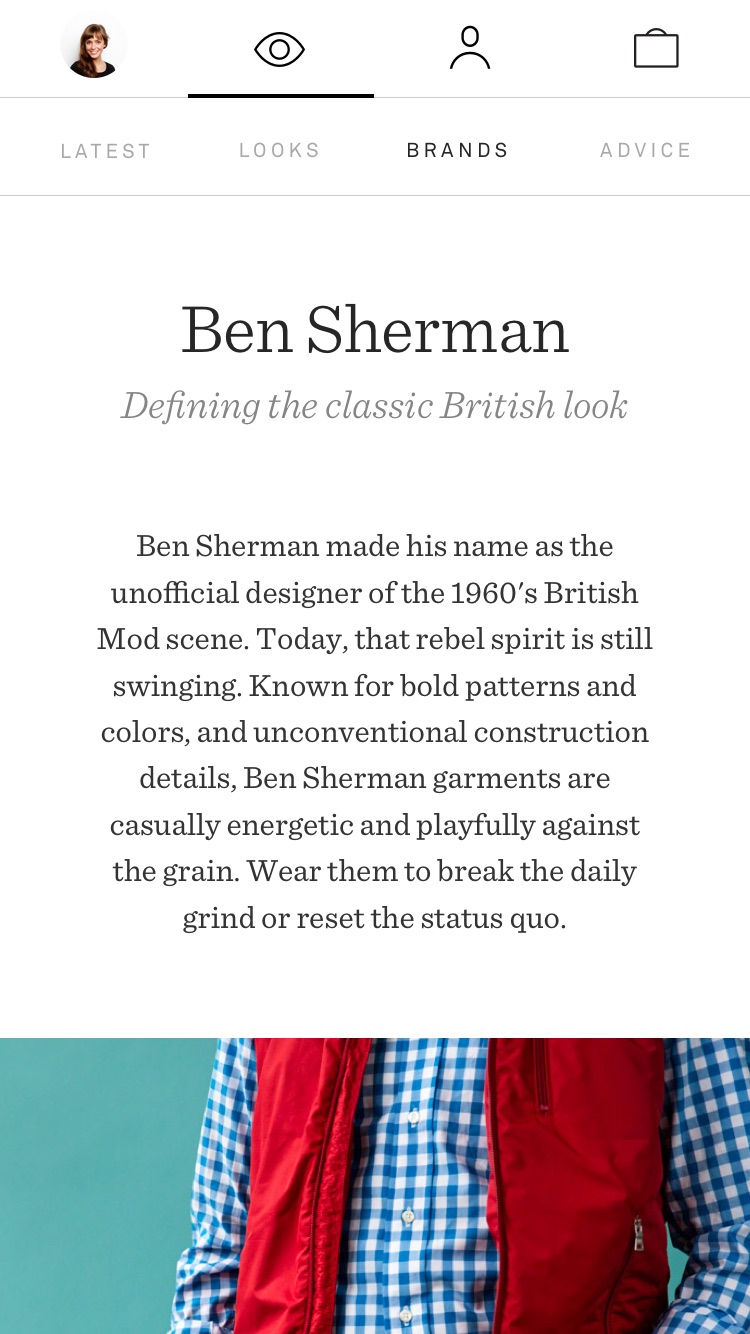 LATEST LOOKS BRANDS ADVICE
Ben Sherman
Defining the classic British look
Ben Sherman made his name as the
unofficial designer of the 1960's British
Mod scene. Today, that rebel spirit is still
swinging. Known for bold patterns and
colors, and unconventional construction
details, Ben Sherman garments are
casually energetic and playfully against
the grain. Wear them to break the daily
grind or reset the status quo.